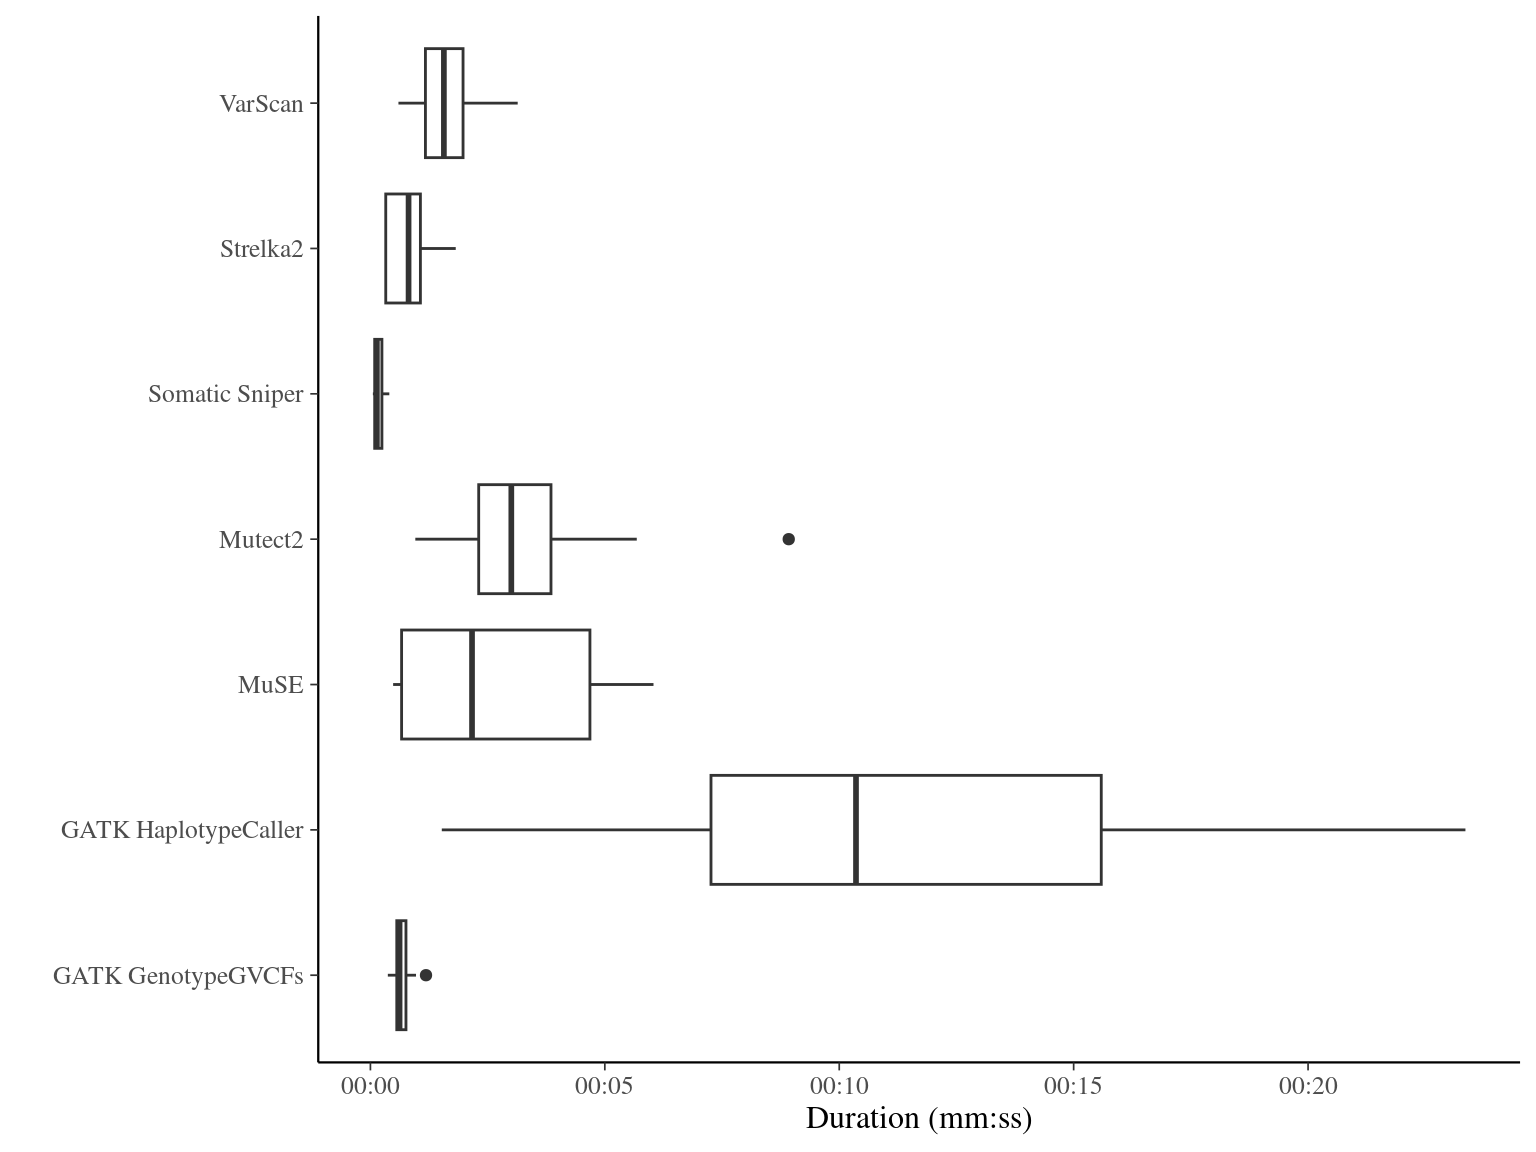 VarScan
Strelka2
Somatic Sniper
Mutect2
MuSE
GATK HaplotypeCaller
GATK GenotypeGVCFs
00:00 00:05 00:10 00:15 00:20
Duration (mm:ss)